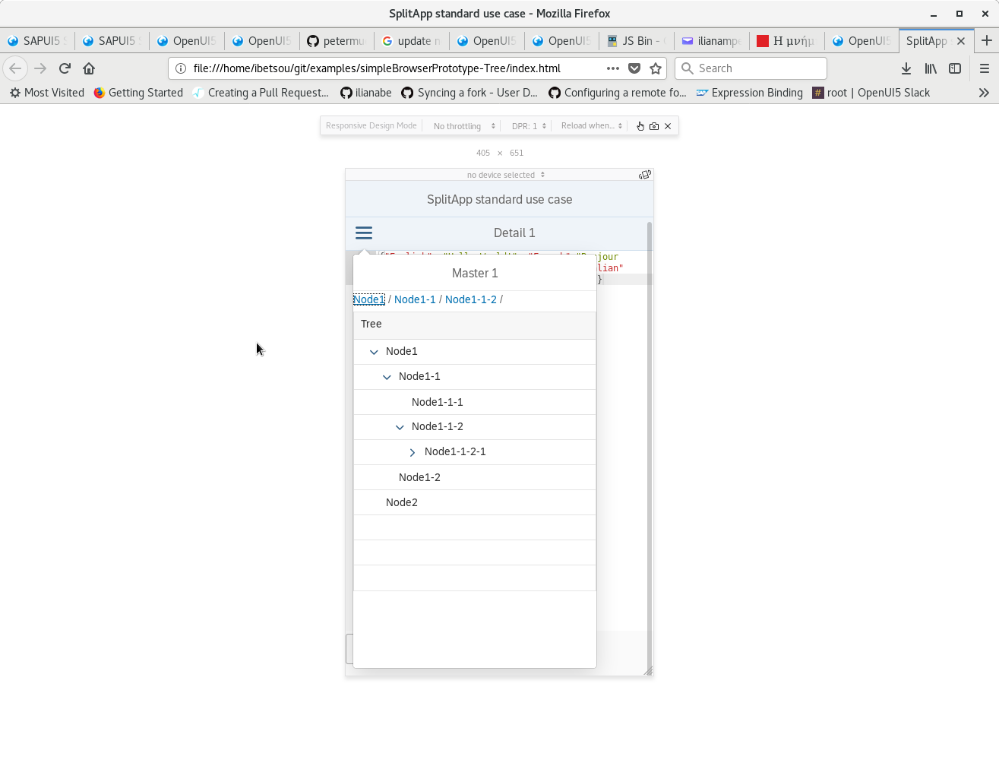 SplitApp standard use case - Mozilla Firefox
SAPUI5 SAPUI5 OpenUI5 OpenUI5 petermu update n OpenUI5 OpenUI5 JS Bin - ilianampe Η μνήμ OpenUI5 SplitApp
file:///home/ibetsou/git/examples/simpleBrowserPrototype-Tree/index.html Search
Most Visited Getting Started Creating a Pull Request... ilianabe Syncing a fork - User D... Configuring a remote fo... Expression Binding # root | OpenUI5 Slack
Responsive Design Mode No throttling DPR: 1 Reload when...
405 × 651
no device selected
SplitApp standard use case
Detail 1
jour
lian"
}
Master 1
Node1 / Node1-1 / Node1-1-2 /
Tree
Node1
Node1-1
Node1-1-1
Node1-1-2
Node1-1-2-1
Node1-2
Node2